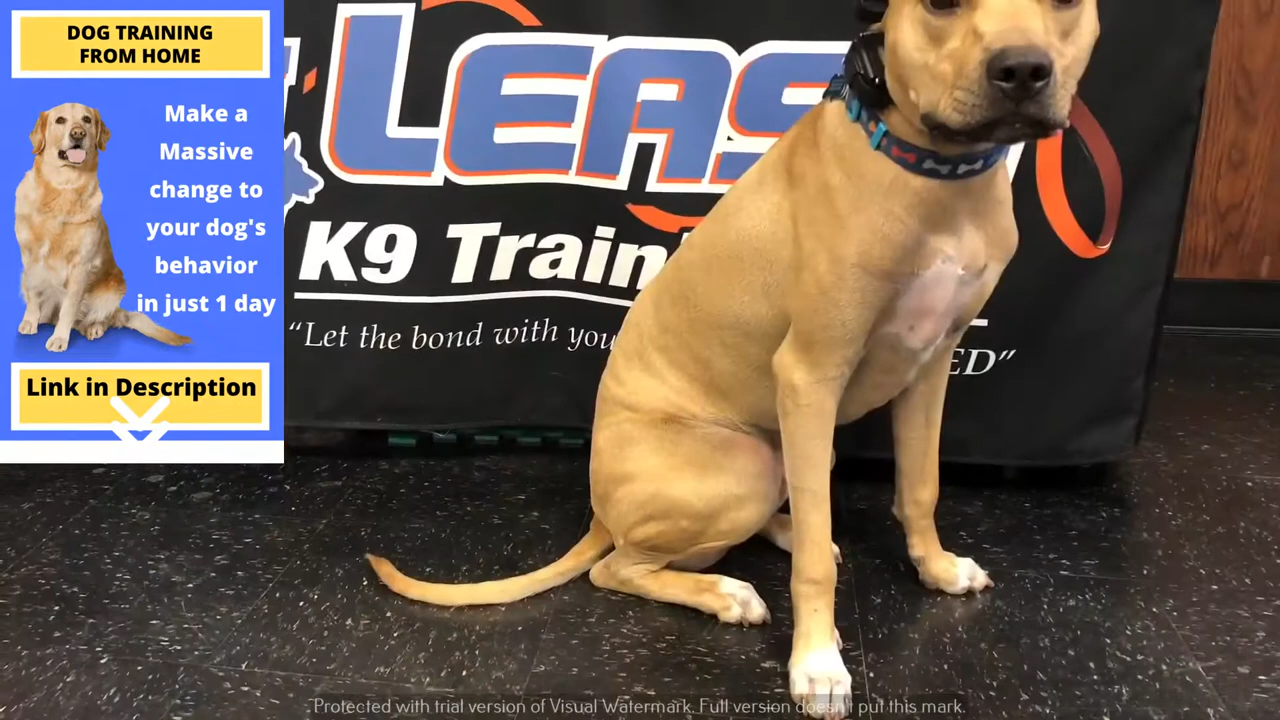 DOG TRAINING
FROM HOME
Make a
Massive
change to
your dog's
behavior
in just 1 day
Link in Description
LEAS
K9 Train
"Let the bond with you
ED"
Protected with trial version of Visual Watermark. Full version doesn't put this mark.